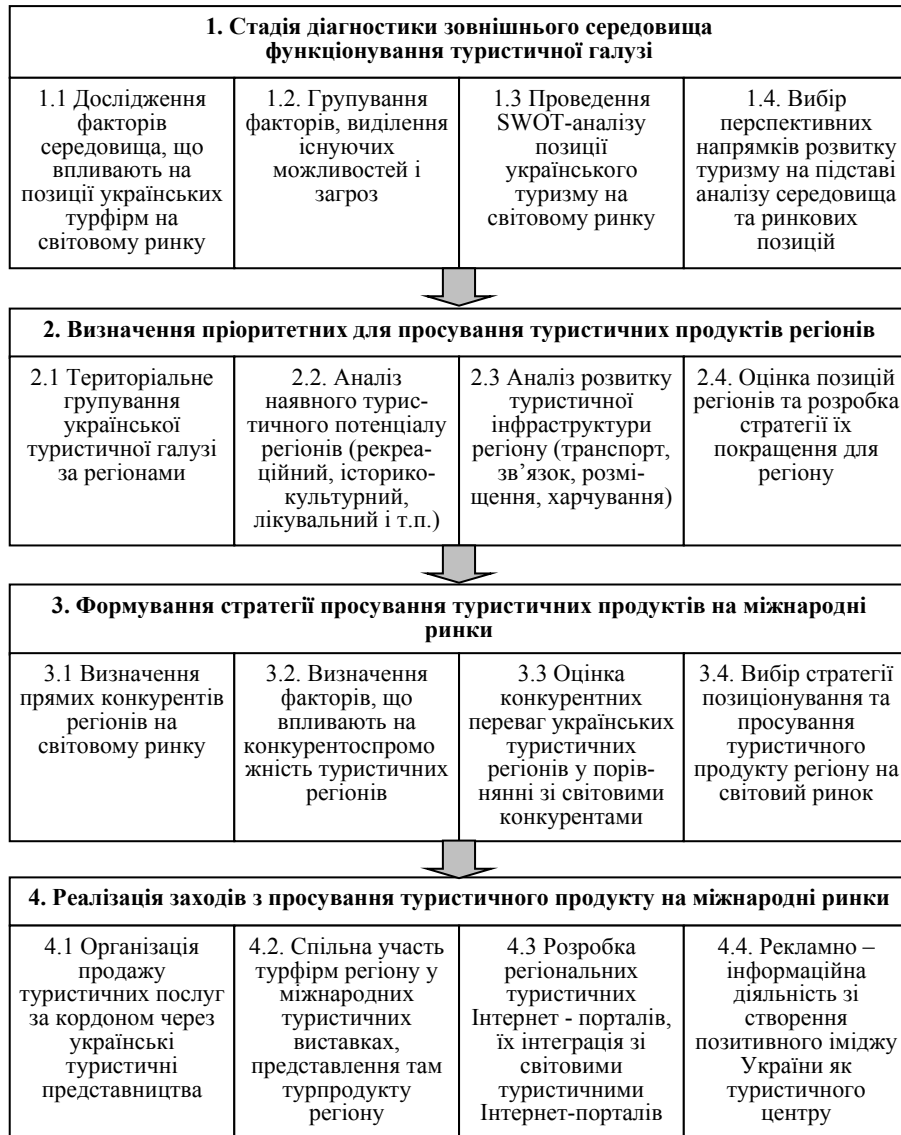 1. Стадія діагностики зовнішнього середовища
функціонування туристичної галузі
1.1 Дослідження
факторів
середовища, що
впливають на
позиції українських
турфірм на
світовому ринку
1.2. Групування
факторів, виділення
існуючих
можливостей і
загроз
1.3 Проведення
SWOT-аналізу
позиції
українського
туризму на
світовому ринку
1.4. Вибір
перспективних
напрямків розвитку
туризму на підставі
аналізу середовища
та ринкових
позицій
2. Визначення пріоритетних для просування туристичних продуктів регіонів
2.1 Територіальне
групування
української
туристичної галузі
за регіонами
2.2. Аналіз
наявного турис-
тичного потенціалу
регіонів (рекреа-
ційний, історико-
культурний,
лікувальний і т.п.)
2.3 Аналіз розвитку
туристичної
інфраструктури
регіону (транспорт,
зв’язок, розмі-
щення, харчування)
2.4. Оцінка позицій
регіонів та розробка
стратегії їх
покращення для
регіону
3. Формування стратегії просування туристичних продуктів на міжнародні
ринки
3.1 Визначення
прямих конкурентів
регіонів на
світовому ринку
3.2. Визначення
факторів, що
впливають на
конкурентоспромо
жність туристичних
регіонів
3.3 Оцінка
конкурентних
переваг українських
туристичних
регіонів у порів-
нянні зі світовими
конкурентами
3.4. Вибір стратегії
позиціонування та
просування
туристичного
продукту регіону на
світовий ринок
4. Реалізація заходів з просування туристичного продукту на міжнародні ринки
4.1 Організація
продажу
туристичних послуг
за кордоном через
українські
туристичні
представництва
4.2. Спільна участь
турфірм регіону у
міжнародних
туристичних
виставках,
представлення там
турпродукту
регіону
4.3 Розробка
регіональних
туристичних
Інтернет - порталів,
їх інтеграція зі
світовими
туристичними
Інтернет-порталів
4.4. Рекламно –
інформаційна
діяльність зі
створення
позитивного іміджу
України як
туристичного
центру